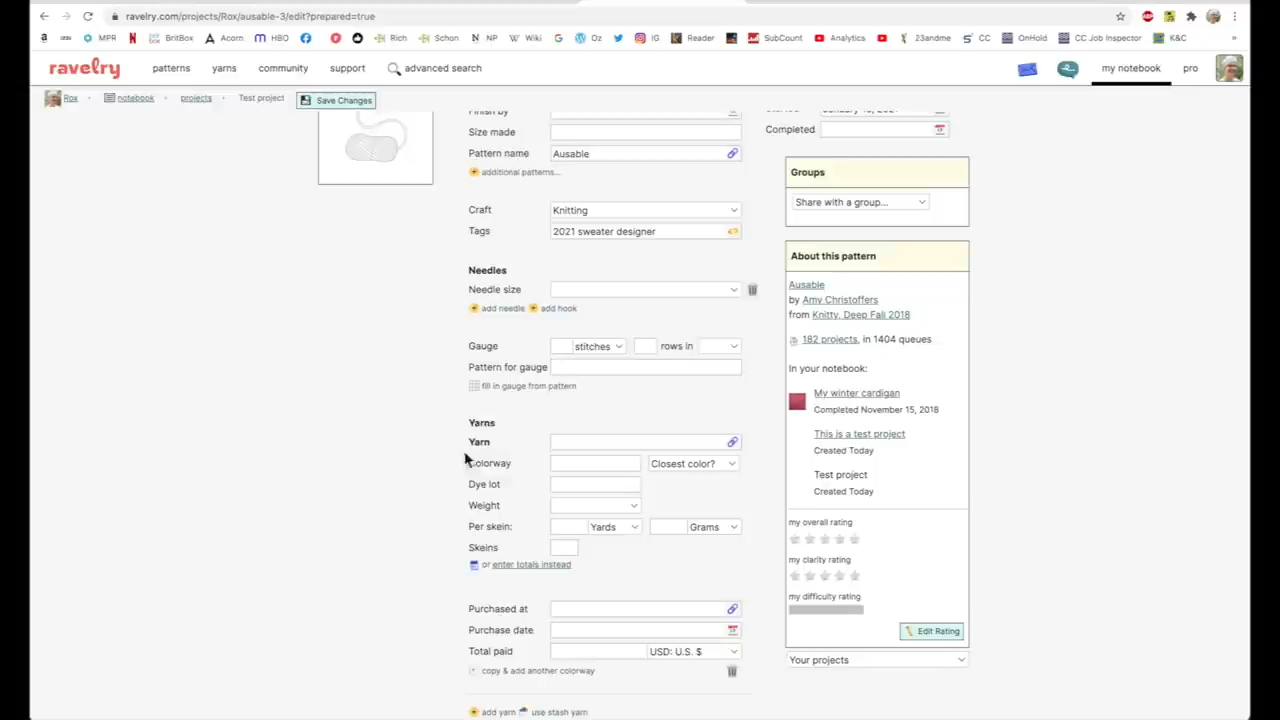 ravelry.com/projects/Rox/ausable-3/edit?prepared=true
MPR BritBox Acorn HBO Rich Schon NP Wiki Oz IG Reader SubCount Analytics 23andme CC OnHold CC Job Inspector K&C »
ravelry patterns yarns community support advanced search my notebook pro
Rox notebook projects Test project Save Changes
Finish by
Size made
Completed
Pattern name Ausable
additional patterns...
Groups
Share with a group...
Craft Knitting
Tags 2021 sweater designer
About this pattern
Needles
Needle size
add needle add hook
Ausable
by Amy Christoffers
from Knitty, Deep Fall 2018
182 projects, in 1404 queues
Gauge stitches rows in
Pattern for gauge
fill in gauge from pattern
In your notebook:
My winter cardigan
Completed November 15, 2018
This is a test project
Created Today
Test project
Created Today
Yarns
Yarn
Colorway Closest color?
Dye lot
Weight
Per skein: Yards Grams
Skeins
or enter totals instead
my overall rating
my clarity rating
my difficulty rating
Edit Rating
Your projects
Purchased at
Purchase date
Total paid USD: U.S. $
copy & add another colorway
add yarn use stash yarn